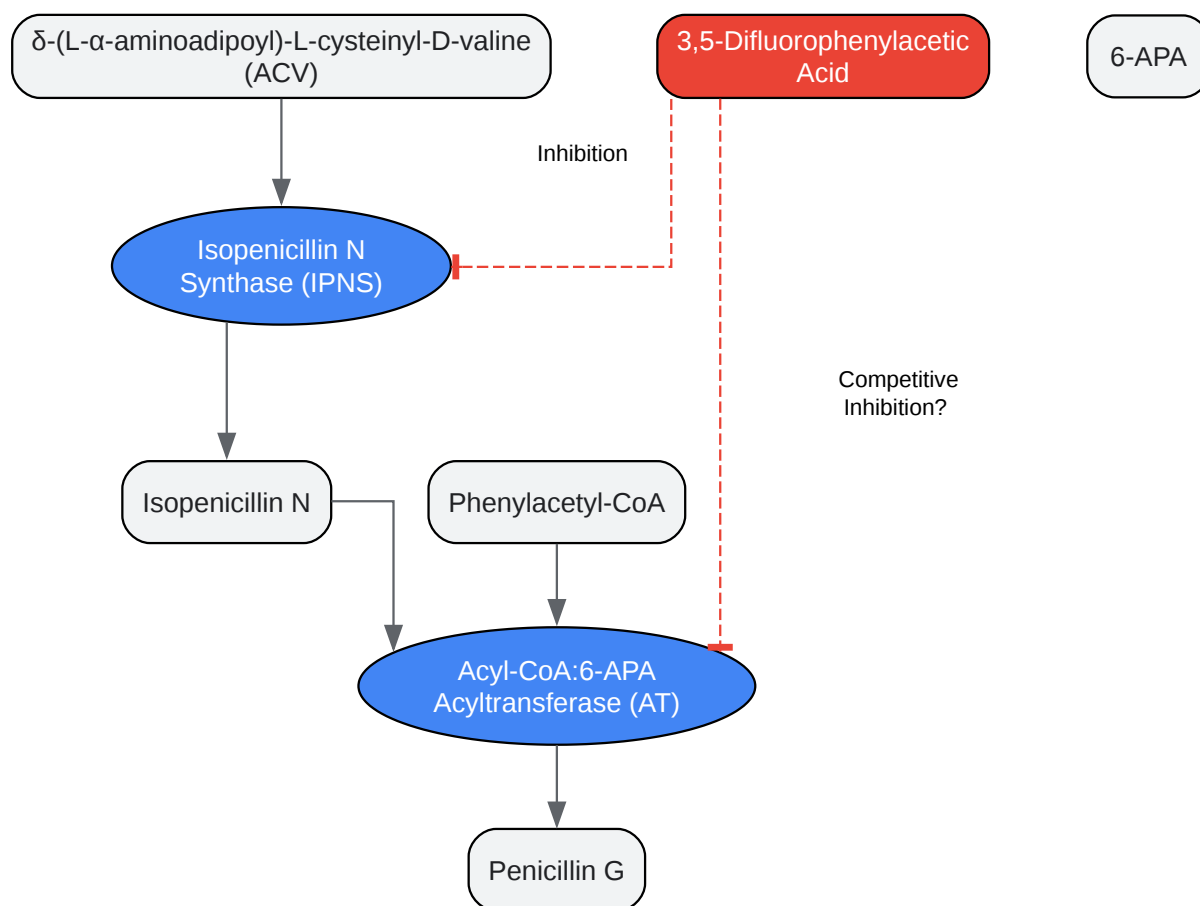 δ-(L-α-aminoadipoyl)-L-cysteinyl-D-valine
(ACV)
3,5-Difluorophenylacetic
Acid
6-APA
Inhibition
Isopenicillin N
Synthase (IPNS)
Competitive
Inhibition?
Isopenicillin N
Phenylacetyl-CoA
Acyl-CoA:6-APA
Acyltransferase (AT)
Penicillin G